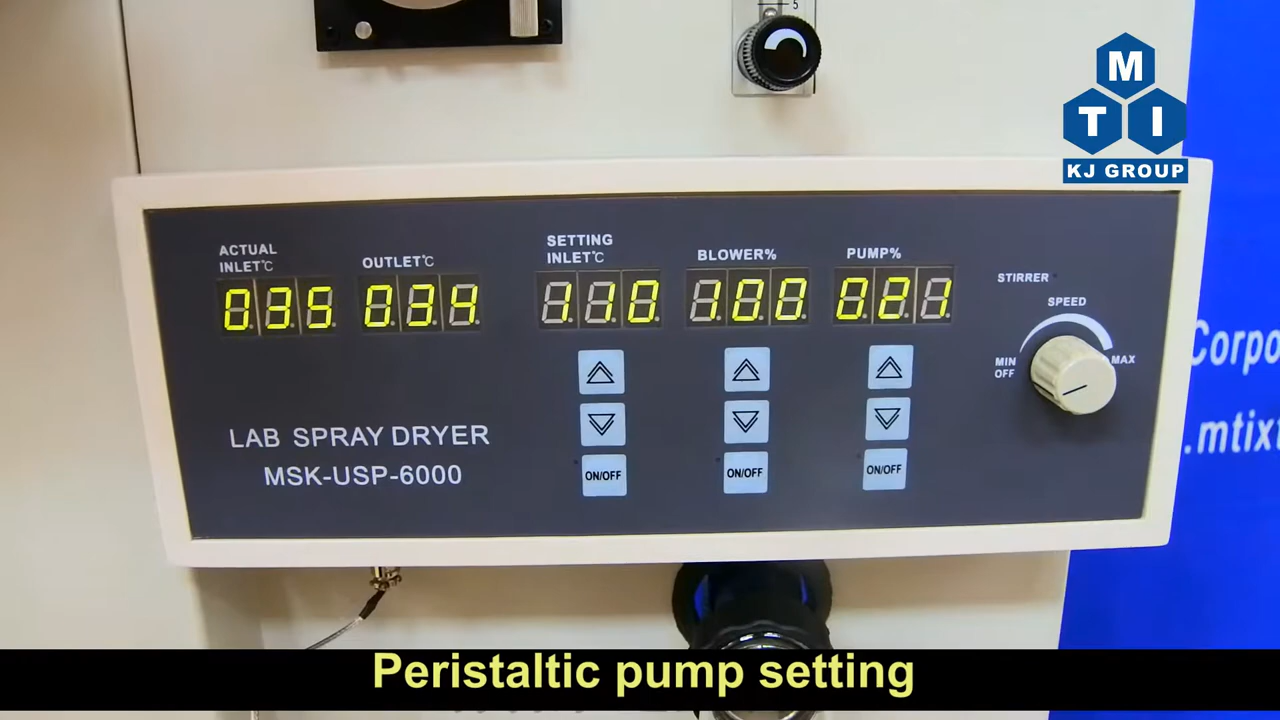 5
M
T I
KJ GROUP
ACTUAL
INLET℃
OUTLET℃
SETTING
INLET℃
BLOWER%
PUMP%
035
034
110
100
021
STIRRER
SPEED
MIN
OFF
MAX
LAB SPRAY DRYER
MSK-USP-6000
ON/OFF
ON/OFF
ON/OFF
Corpo
.mtixt
Peristaltic pump setting